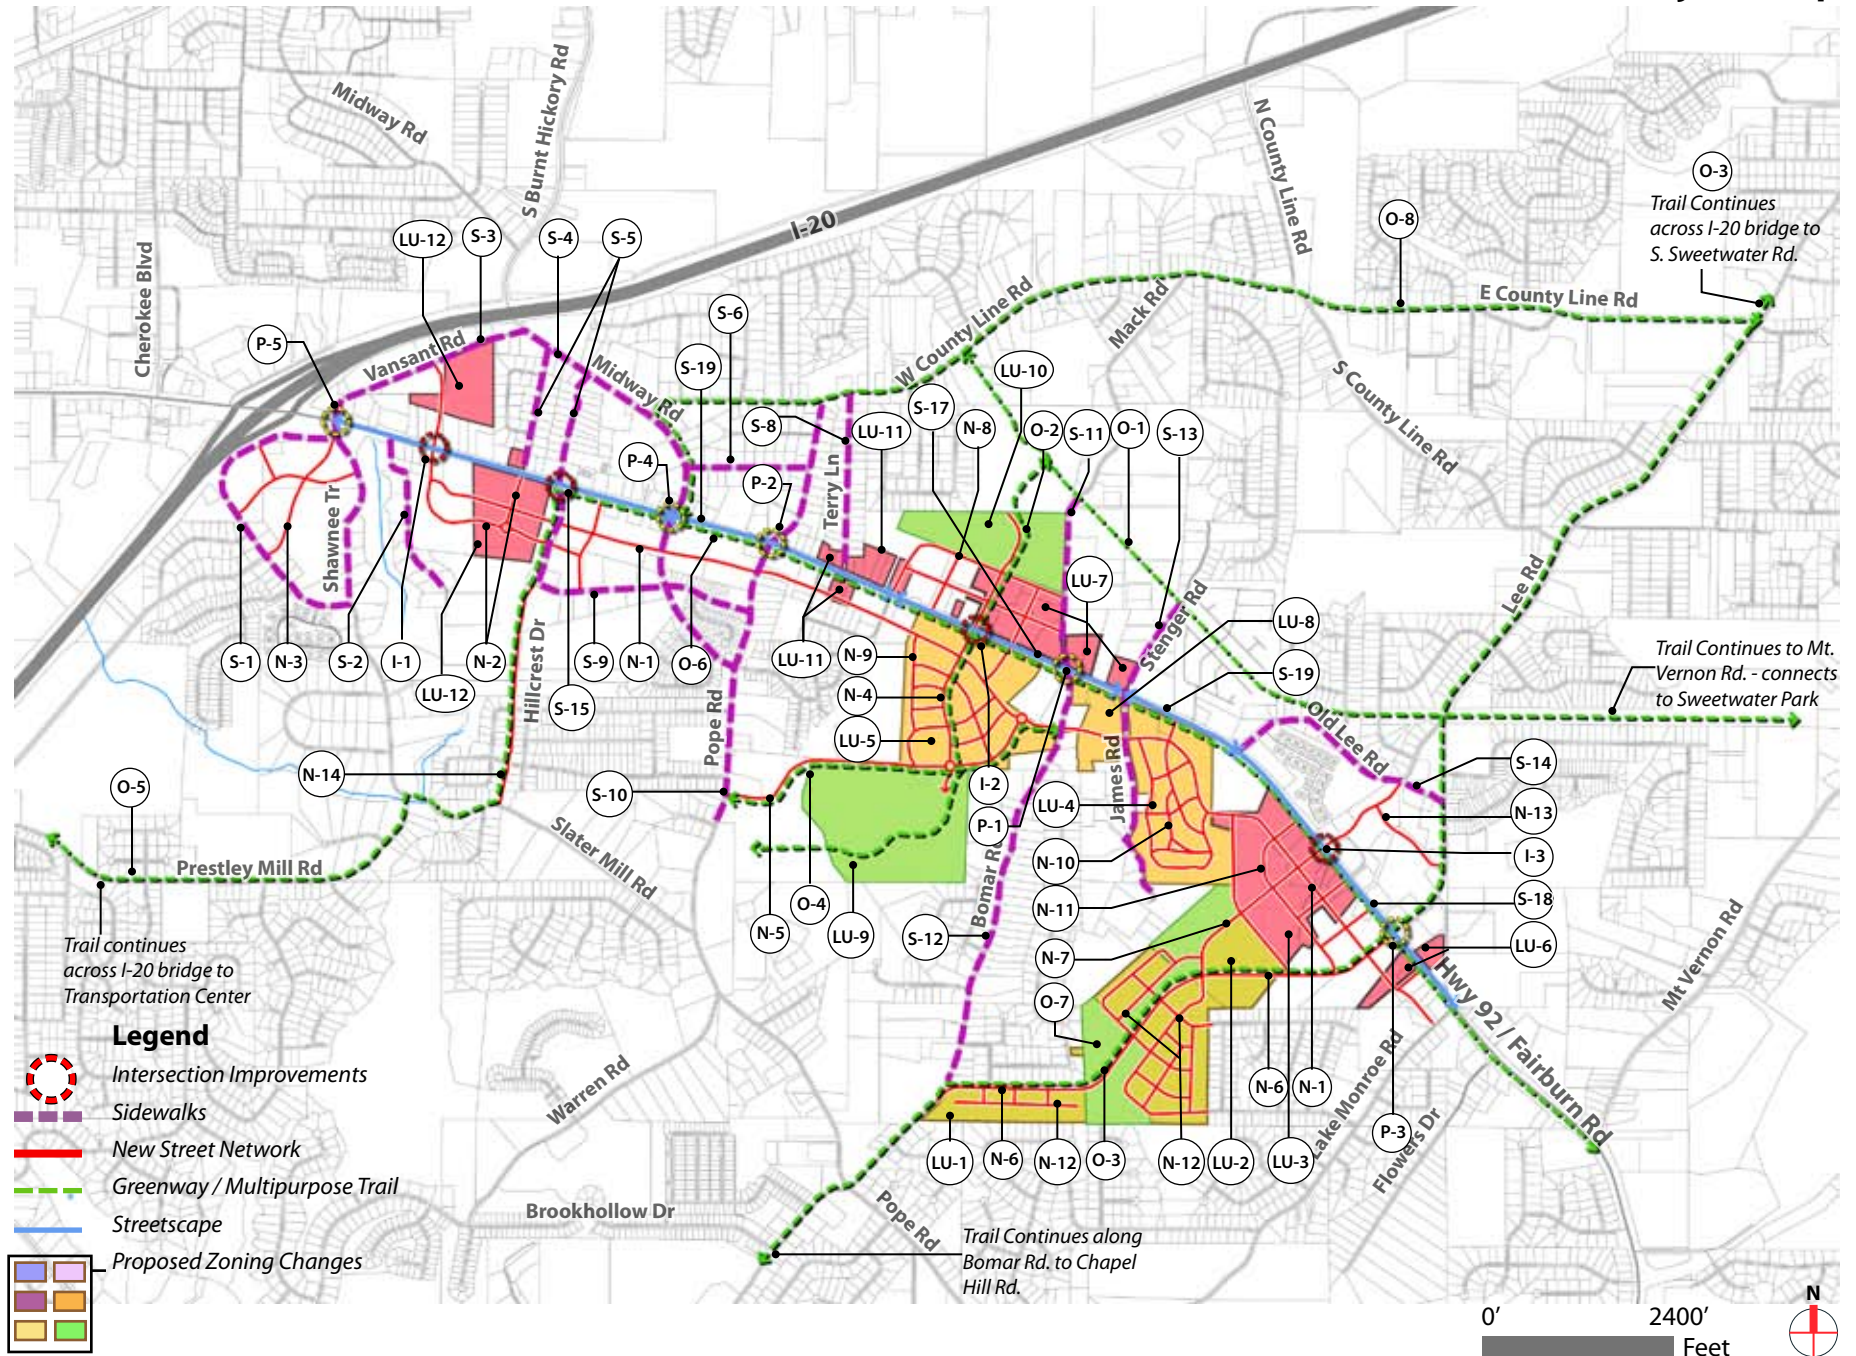 Midway Rd
S Burnt Hickory Rd
Cherokee Blvd
I-20
N County Line Rd
O-3
Trail Continues
across I-20 bridge to
S. Sweetwater Rd.
O-8
E County Line Rd
LU-12
S-3
S-4
S-5
P-5
Vansant Rd
Midway Rd
S-6
S-19
W County Line Rd
Mack Rd
S County Line Rd
LU-10
S-17
S-8
LU-11
N-8
O-2
S-11
O-1
S-13
P-4
P-2
Terry Ln
Shawnee Tr
LU-7
Stenger Rd
Lee Rd
LU-8
S-1
N-3
S-2
I-1
LU-12
N-2
Hillcrest Dr
S-15
S-9
N-1
O-6
Pope Rd
LU-11
N-9
N-4
LU-5
S-19
Trail Continues to Mt.
Vernon Rd. - connects
to Sweetwater Park
Old Lee Rd
N-14
S-10
I-2
P-1
James Rd
LU-4
S-14
N-13
I-3
S-18
LU-6
O-5
Prestley Mill Rd
Slater Mill Rd
N-5
O-4
LU-9
S-12
Bomar Rd
N-10
N-11
N-7
O-7
Hwy 92 / Fairburn Rd
Mt Vernon Rd
Trail continues
across I-20 bridge to
Transportation Center
Warren Rd
N-6
N-1
Lake Monroe Rd
P-3
Flowers Dr
LU-1
N-6
N-12
O-3
N-12
LU-2
LU-3
Brookhollow Dr
Pope Rd
Trail Continues along
Bomar Rd. to Chapel
Hill Rd.
Legend
Intersection Improvements
Sidewalks
New Street Network
Greenway / Multipurpose Trail
Streetscape
Proposed Zoning Changes
N
0' 2400'
Feet